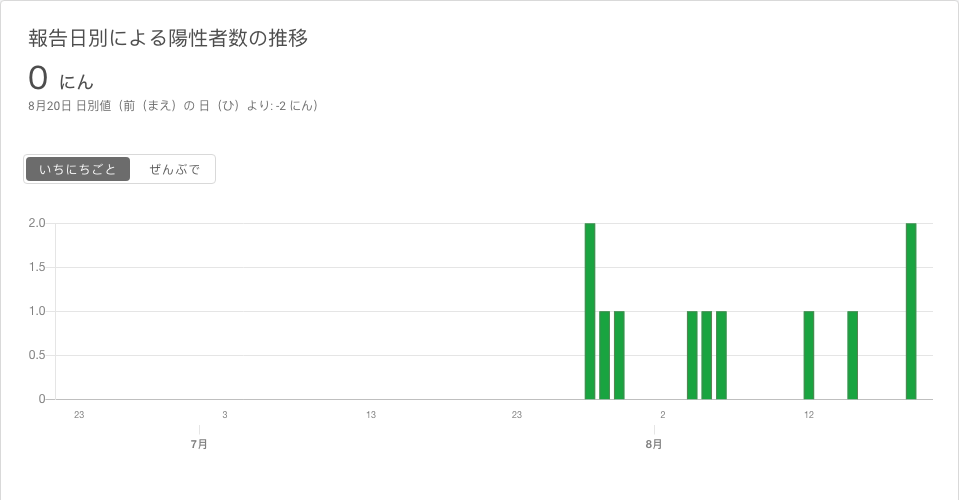 報告日別による陽性者数の推移
0 にん
8月20日 日別値（前（まえ）の 日（ひ）より: -2 にん）
いちにちごと ぜんぶで
2.0
1.5
1.0
0.5
0
23 3 13 23 2 12
7月 8月